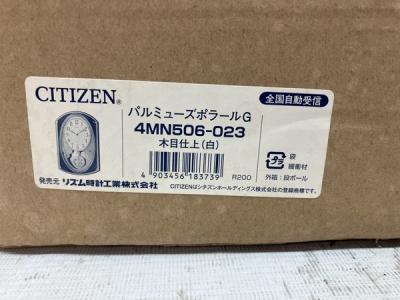 CITIZEN®
パルミューズポラールG
4MN506-023
木目仕上(白)
全国自動受信
プラ
袋
緩衝材
外箱:段ボール
発売元 リズム時計工業株式会社
4 903456 183739
R200
CITIZENはシチズンホールディングス株式会社の登録商標です。